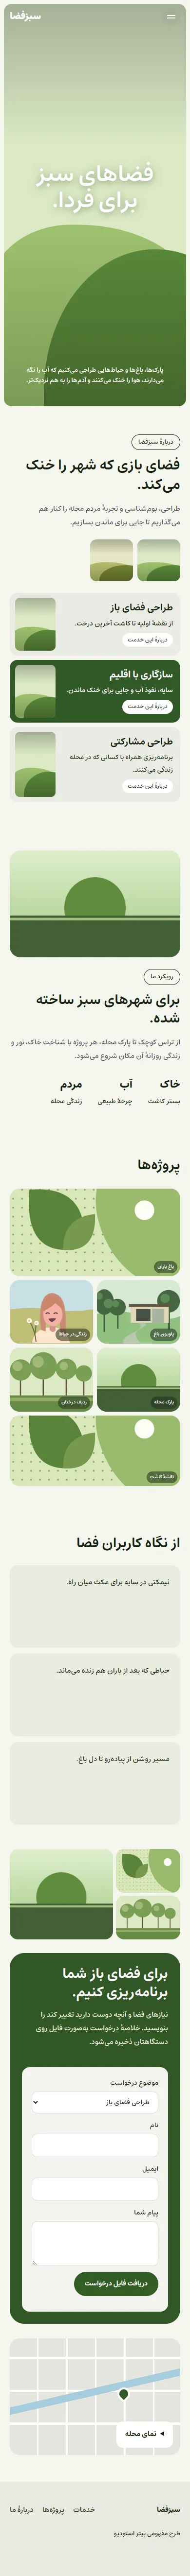 سبزفضا
فضاهای سبز
برای فردا.
پارک‌ها، باغ‌ها و حیاط‌هایی طراحی می‌کنیم که آب را نگه
می‌دارند، هوا را خنک می‌کنند و آدم‌ها را به هم نزدیک‌تر.
دربارهٔ سبزفضا
فضای بازی که شهر را خنک
می‌کند.
طراحی، بوم‌شناسی و تجربهٔ مردم محله را کنار هم
می‌گذاریم تا جایی برای ماندن بسازیم.
طراحی فضای باز
از نقشهٔ اولیه تا کاشت آخرین درخت.
دربارهٔ این خدمت
سازگاری با اقلیم
سایه، نفوذ آب و جایی برای خنک ماندن.
دربارهٔ این خدمت
طراحی مشارکتی
برنامه‌ریزی همراه با کسانی که در محله
زندگی می‌کنند.
دربارهٔ این خدمت
رویکرد ما
برای شهرهای سبز ساخته
شده.
از تراس کوچک تا پارک محله، هر پروژه با شناخت خاک، نور و
زندگی روزانهٔ آن مکان شروع می‌شود.
خاک
بستر کاشت
آب
چرخهٔ طبیعی
مردم
زندگی محله
پروژه‌ها
باغ باران
پاویون باغ
زندگی در حیاط
پارک محله
ردیف درختان
نقشهٔ کاشت
از نگاه کاربران فضا
نیمکتی در سایه برای مکث میان راه.
حیاطی که بعد از باران هم زنده می‌ماند.
مسیر روشن از پیاده‌رو تا دل باغ.
برای فضای باز شما
برنامه‌ریزی کنیم.
نیازهای فضا و آنچه دوست دارید تغییر کند را
بنویسید. خلاصهٔ درخواست به‌صورت فایل روی
دستگاهتان ذخیره می‌شود.
موضوع درخواست
طراحی فضای باز
نام
ایمیل
پیام شما
دریافت فایل درخواست
نمای محله
سبزفضا
خدمات
پروژه‌ها
دربارهٔ ما
طرح مفهومی بیتر استودیو